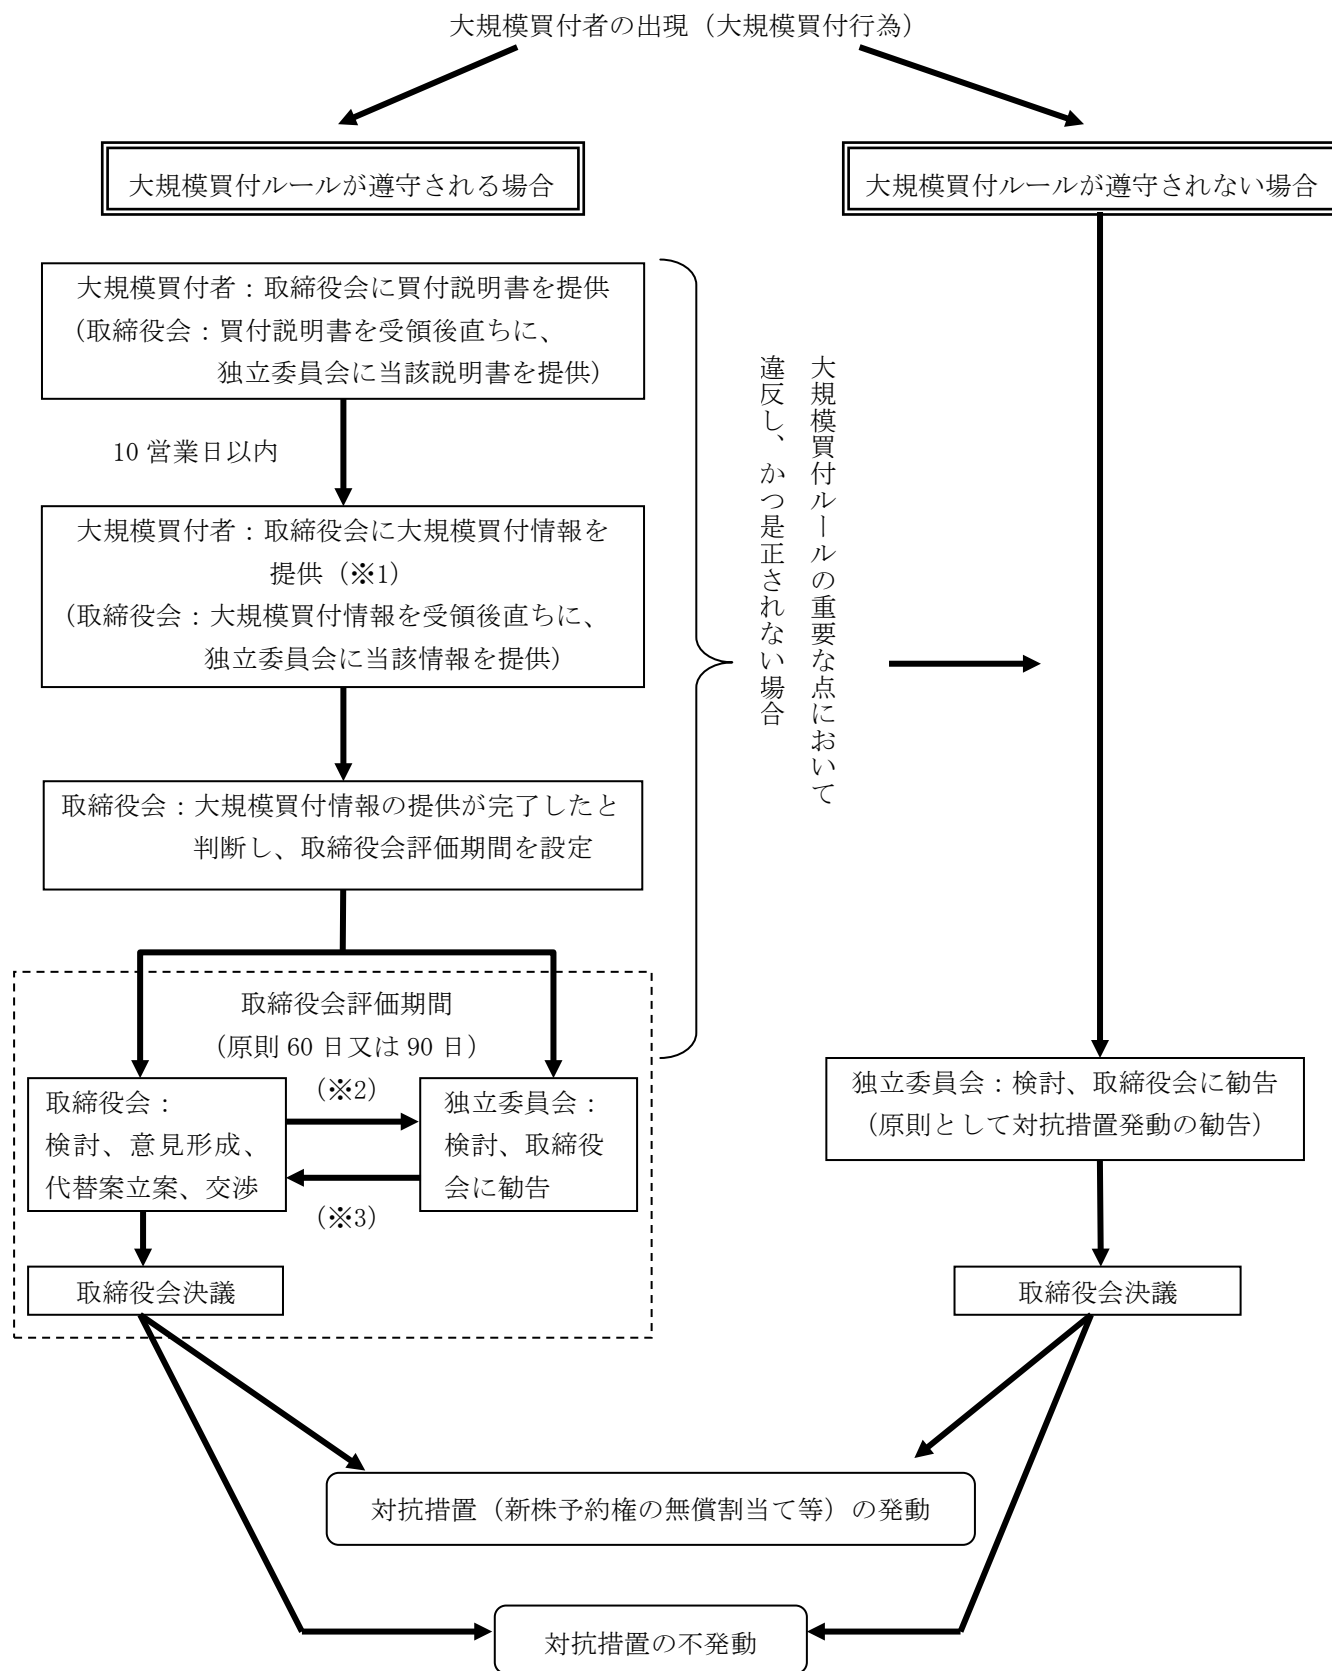 大規模買付者の出現（大規模買付行為）
大規模買付ルールが遵守される場合
大規模買付ルールが遵守されない場合
大規模買付者：取締役会に買付説明書を提供
（取締役会：買付説明書を受領後直ちに、
独立委員会に当該説明書を提供）
10 営業日以内
大規模買付者：取締役会に大規模買付情報を
提供（※1）
（取締役会：大規模買付情報を受領後直ちに、
独立委員会に当該情報を提供）
大規模買付ルールの重要な点において
違反し、かつ是正されない場合
取締役会：大規模買付情報の提供が完了したと
判断し、取締役会評価期間を設定
取締役会評価期間
（原則 60 日又は 90 日）
（※2）
取締役会：
検討、意見形成、
代替案立案、交渉
独立委員会：
検討、取締役
会に勧告
（※3）
独立委員会：検討、取締役会に勧告
（原則として対抗措置発動の勧告）
取締役会決議
取締役会決議
対抗措置（新株予約権の無償割当て等）の発動
対抗措置の不発動